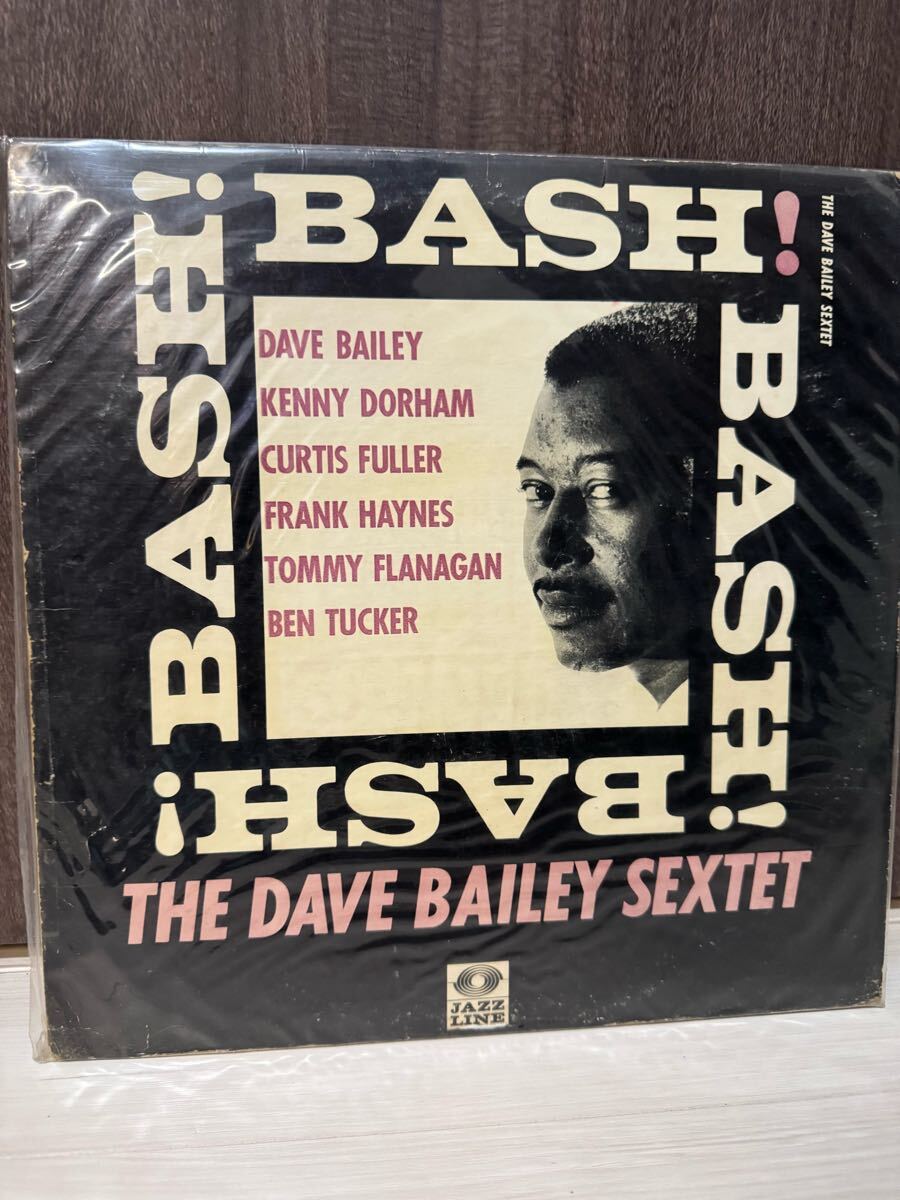 BASH!
THE DAVE BAILEY SEXTET
BASH!
BASH!
BASH!
DAVE BAILEY
KENNY DORHAM
CURTIS FULLER
FRANK HAYNES
TOMMY FLANAGAN
BEN TUCKER
THE DAVE BAILEY SEXTET
JAZZ
LINE